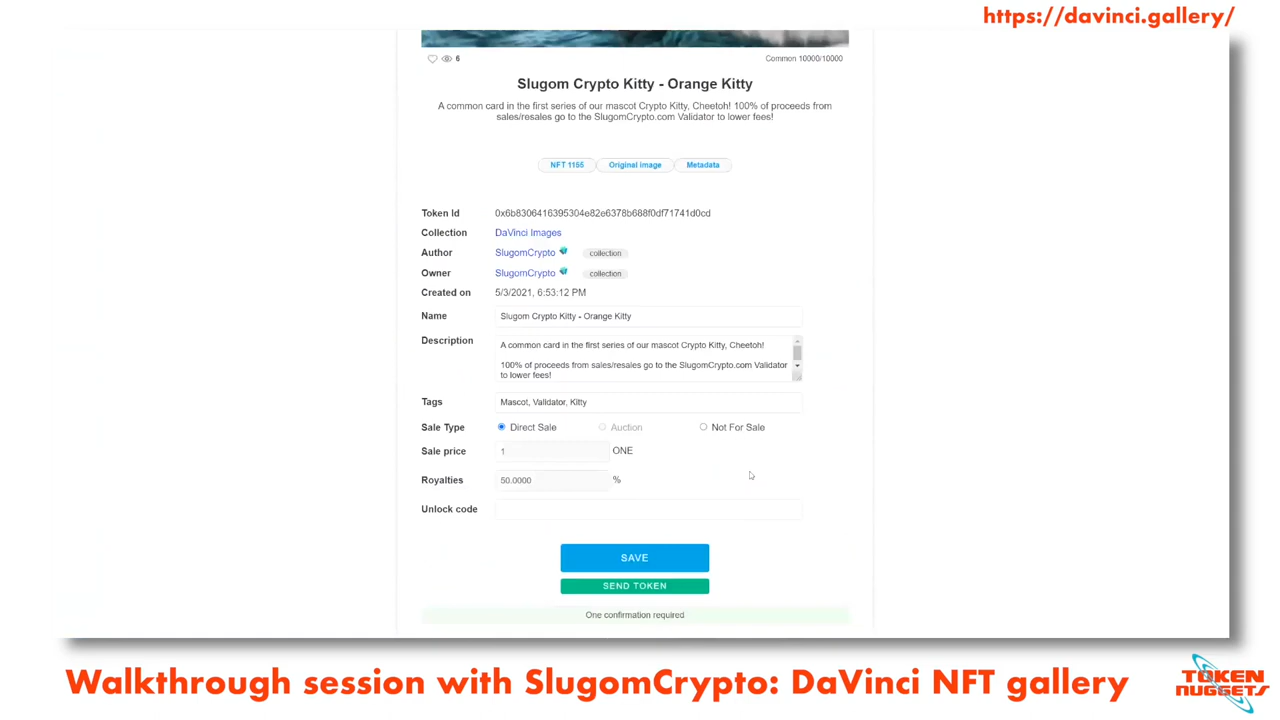 https://davinci.gallery/
6
Common 10000/10000
Slugom Crypto Kitty - Orange Kitty
A common card in the first series of our mascot Crypto Kitty, Cheetoh! 100% of proceeds from
sales/resales go to the SlugomCrypto.com Validator to lower fees!
NFT 1155 Original image Metadata
Token Id 0x6b8306416395304e82e6378b688f0df71741d0cd
Collection DaVinci Images
Author SlugomCrypto collection
Owner SlugomCrypto collection
Created on 5/3/2021, 6:53:12 PM
Name Slugom Crypto Kitty - Orange Kitty
Description A common card in the first series of our mascot Crypto Kitty, Cheetoh!
100% of proceeds from sales/resales go to the SlugomCrypto.com Validator
to lower fees!
Tags Mascot, Validator, Kitty
Sale Type Direct Sale Auction Not For Sale
Sale price 1 ONE
Royalties 50.0000 %
Unlock code
SAVE
SEND TOKEN
One confirmation required
Walkthrough session with SlugomCrypto: DaVinci NFT gallery
TOKEN
NUGGETS